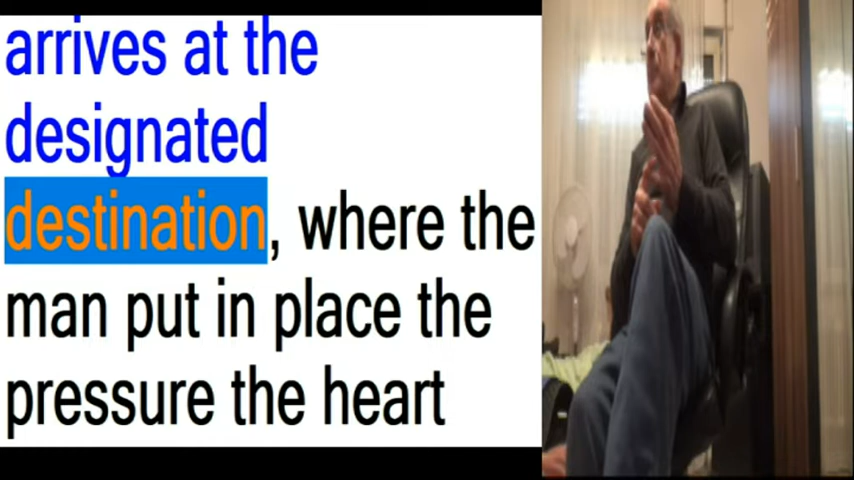 arrives at the
designated
destination, where the
man put in place the
pressure the heart